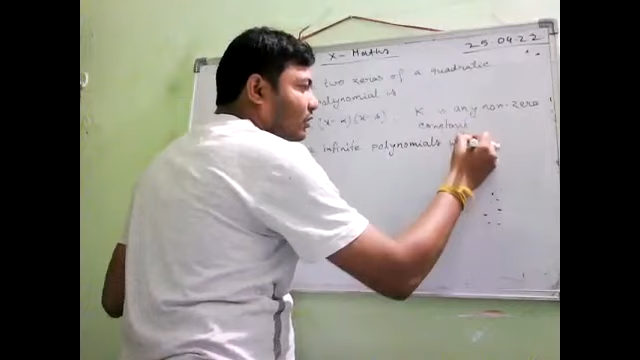 X- Maths
25.04.22
two zeros of a quadratic
polynomial is
(x-α)(x-β), K is any non-zero
constant
infinite polynomials